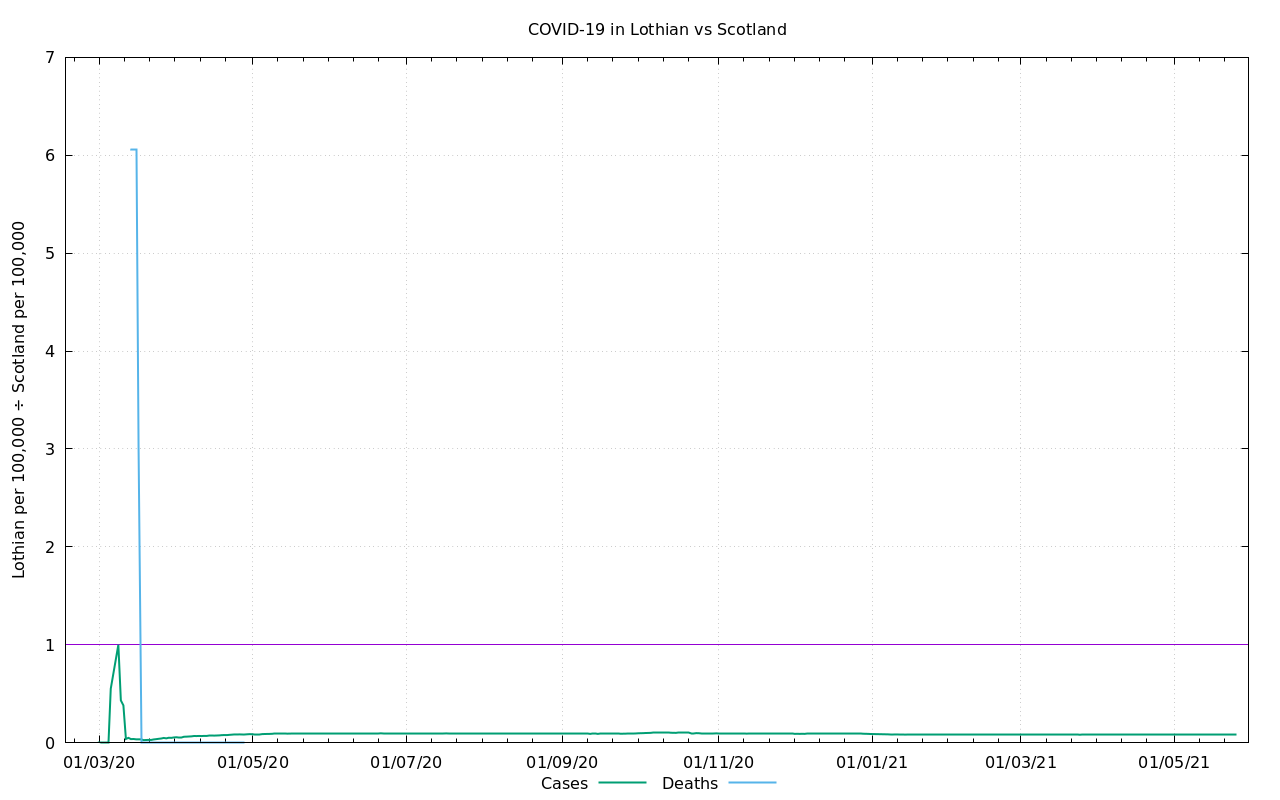 COVID-19 in Lothian vs Scotland
Lothian per 100,000 ÷ Scotland per 100,000
7
6
5
4
3
2
1
0
01/03/20 01/05/20 01/07/20 01/09/20 01/11/20 01/01/21 01/03/21 01/05/21
Cases Deaths